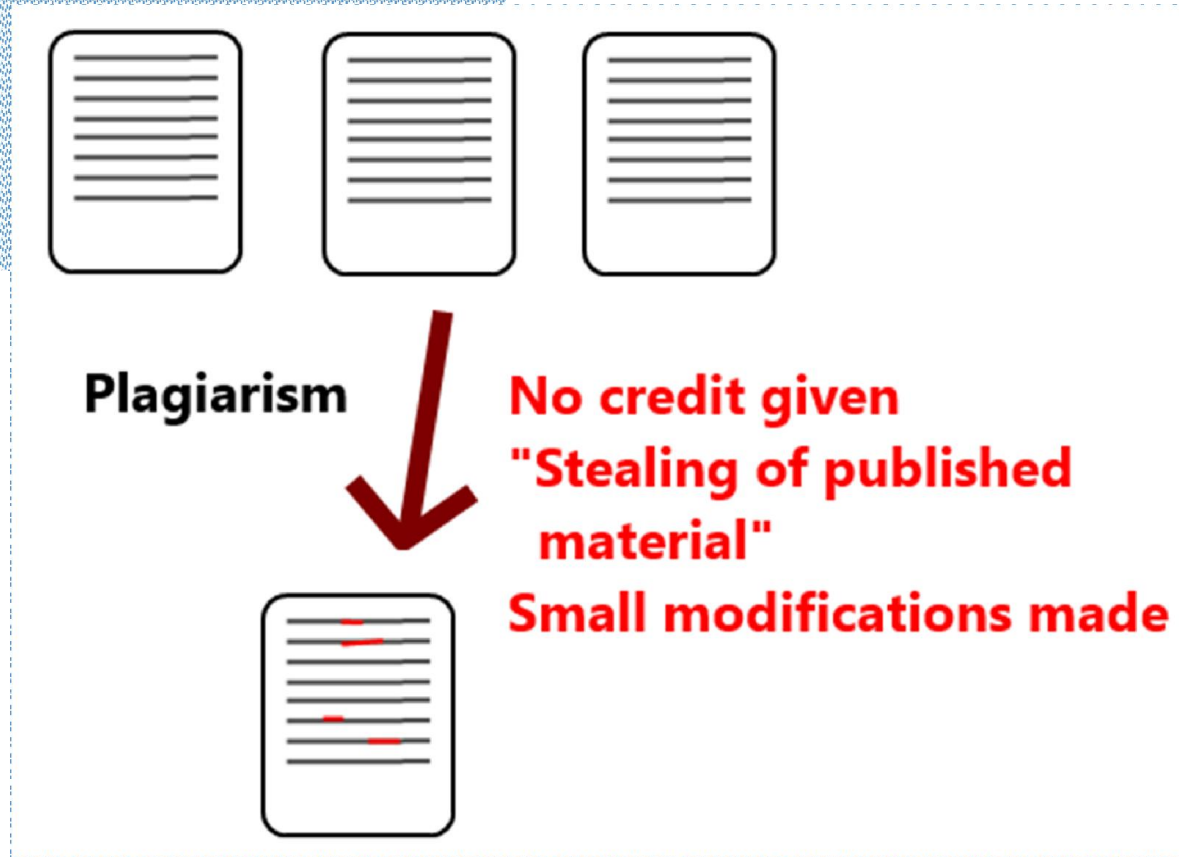 Plagiarism
No credit given
"Stealing of published
material"
Small modifications made